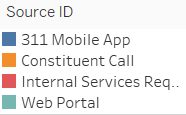 Source ID
311 Mobile App
Constituent Call
Internal Services Req..
Web Portal